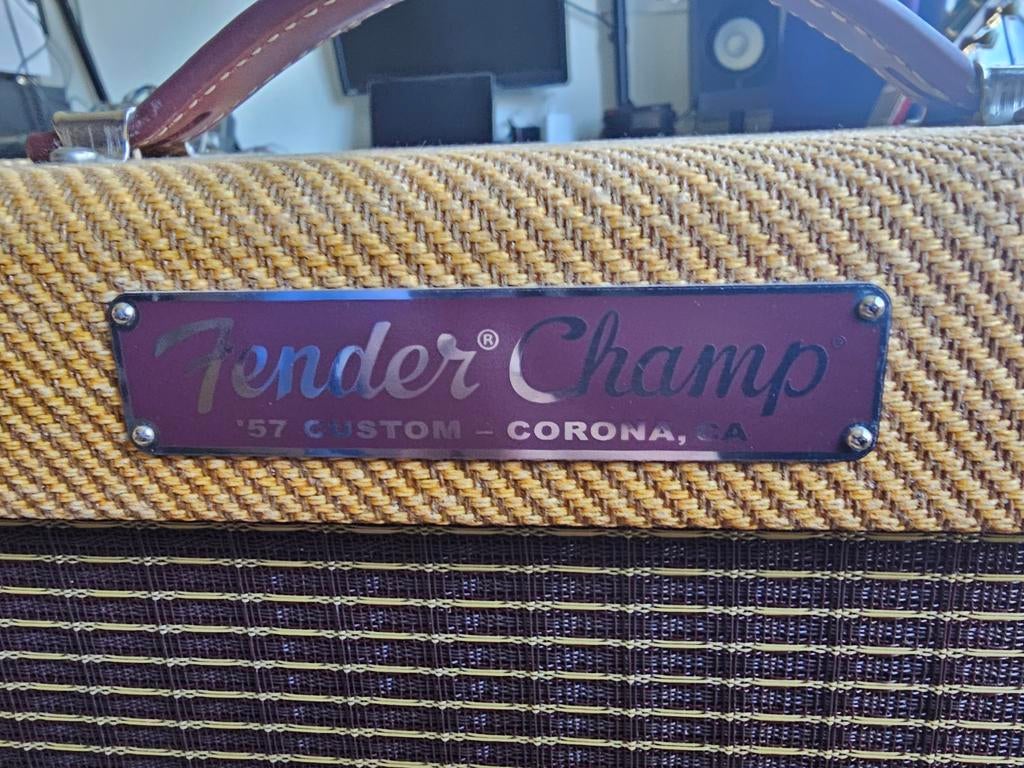 Fender® Champ®
'57 CUSTOM – CORONA, CA